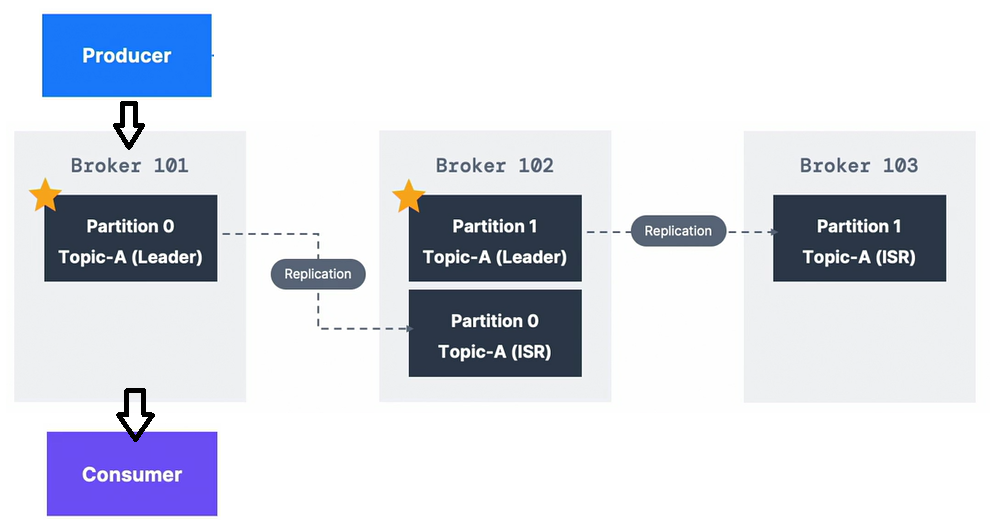 Producer
Broker 101
Partition 0
Topic-A (Leader)
Replication
Broker 102
Partition 1
Topic-A (Leader)
Partition 0
Topic-A (ISR)
Replication
Broker 103
Partition 1
Topic-A (ISR)
Consumer